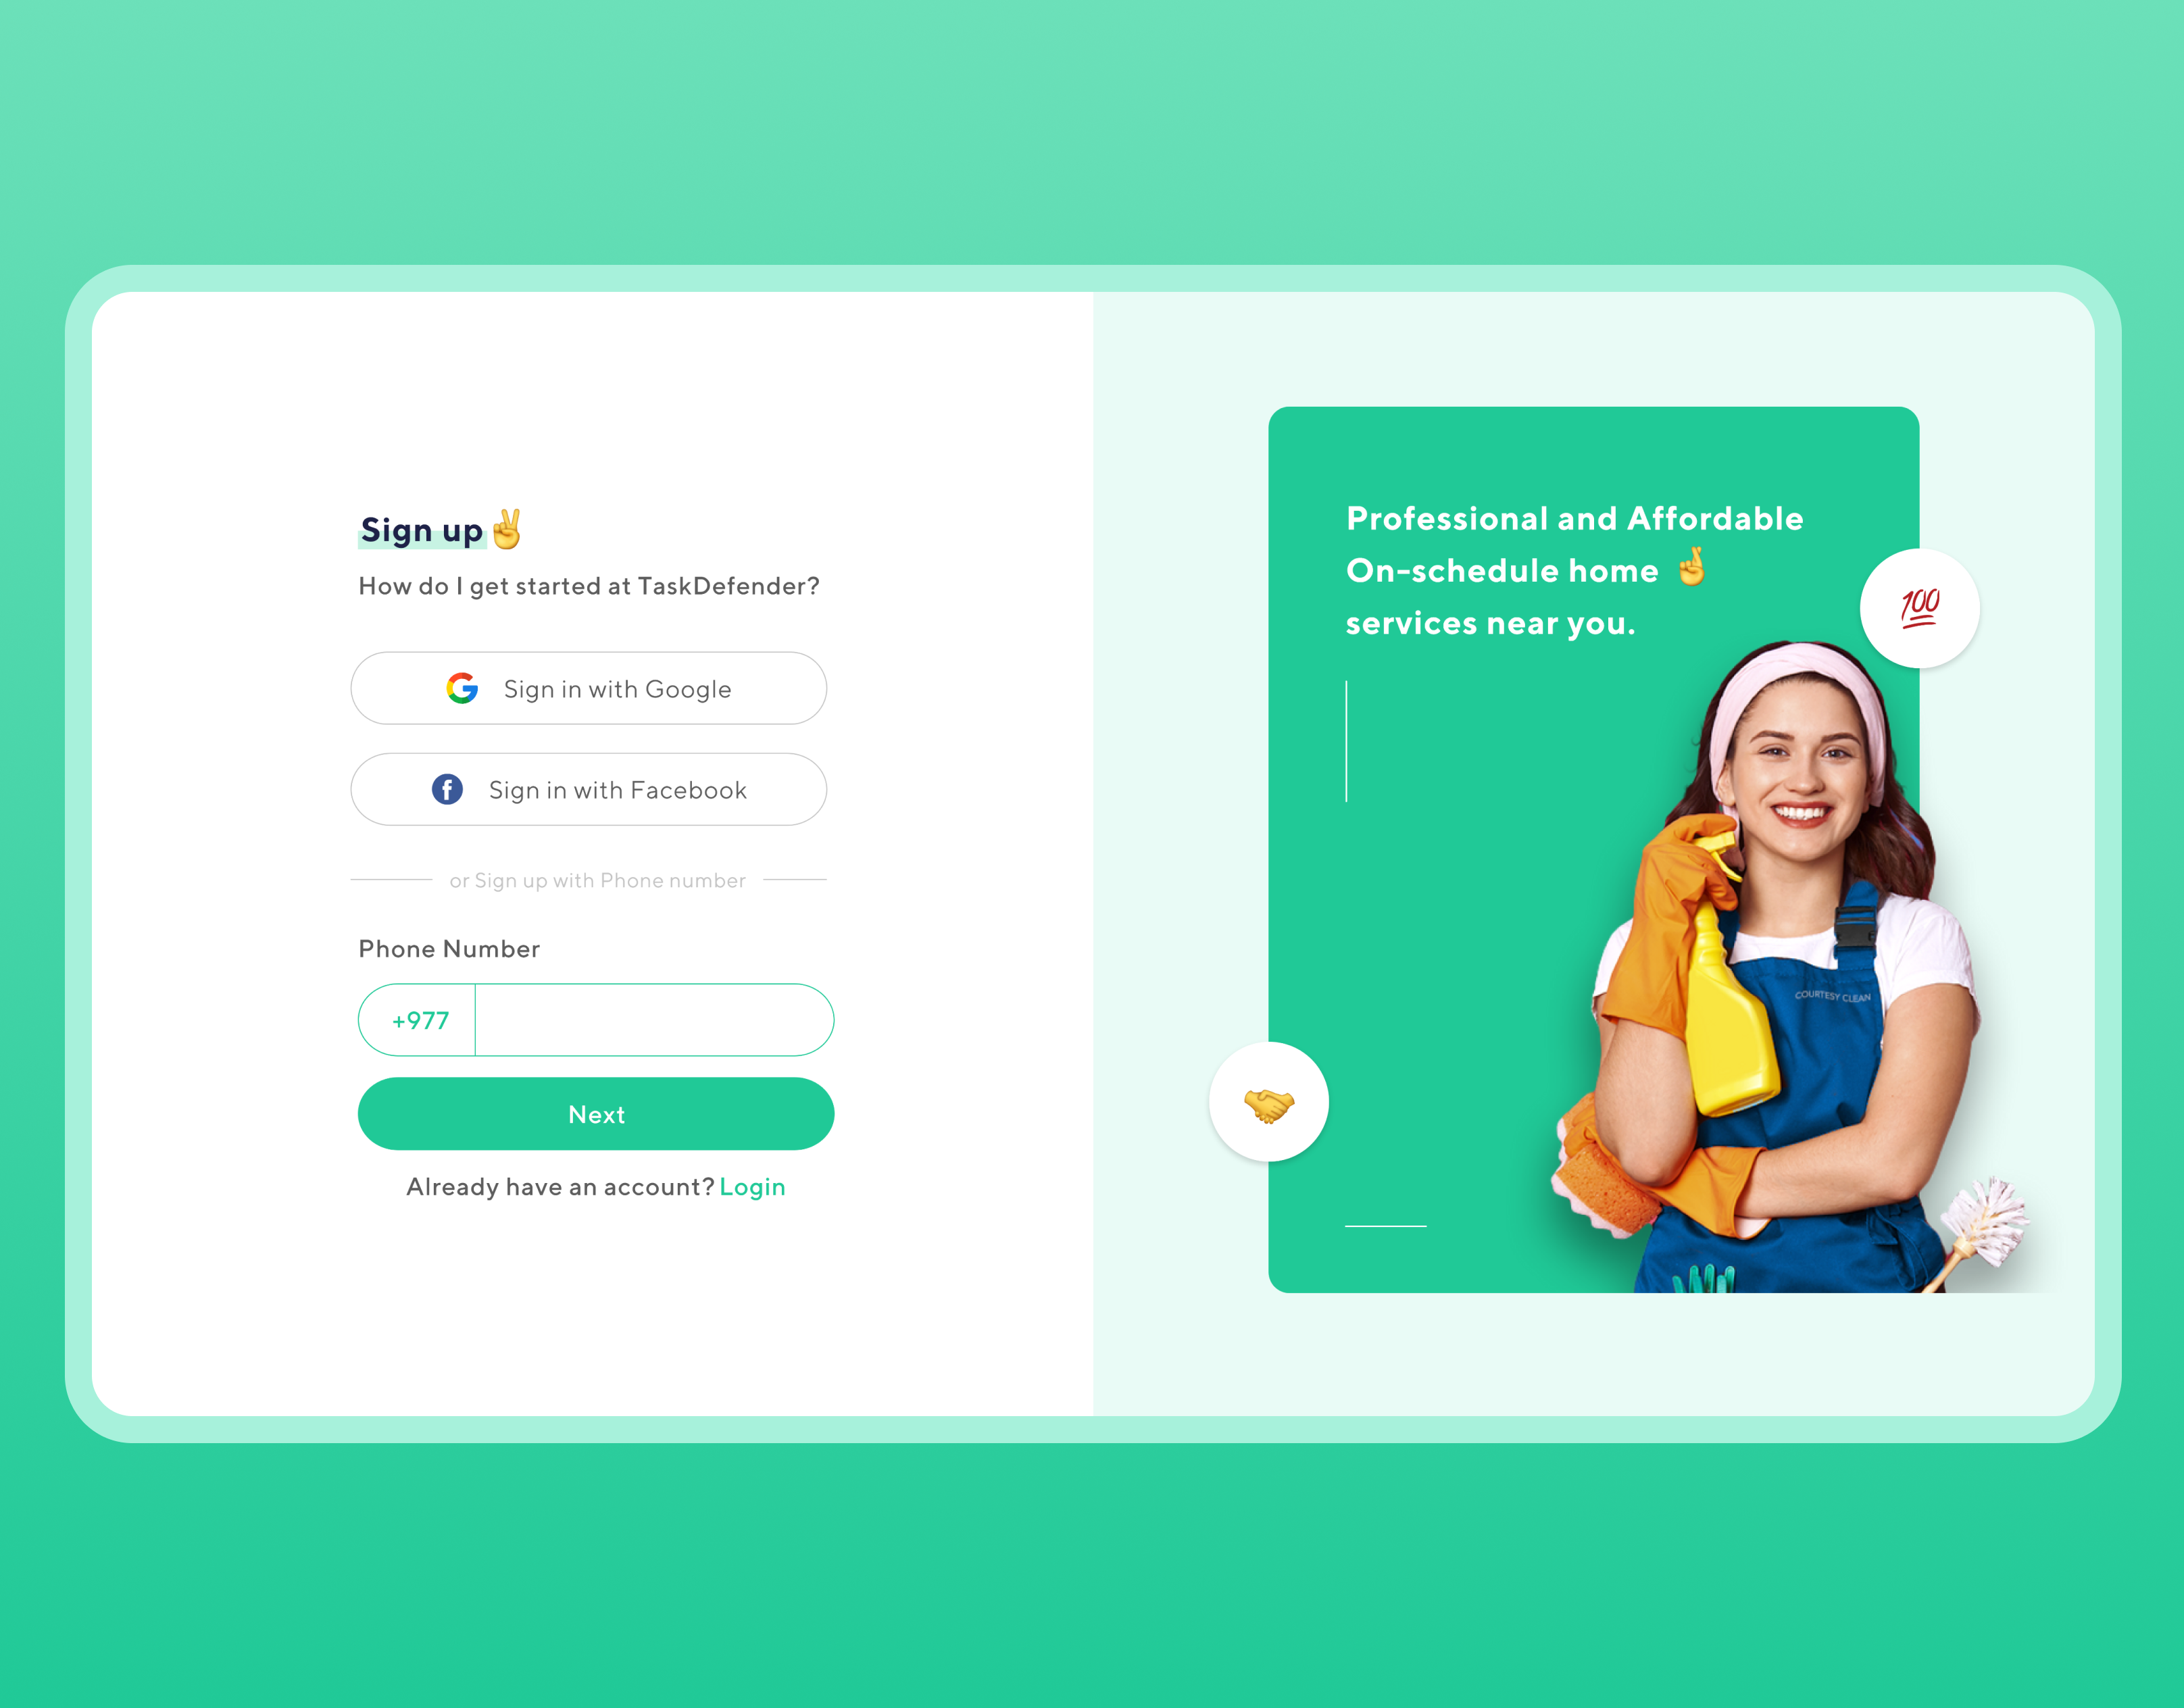 Sign up✌️
How do I get started at TaskDefender?
Sign in with Google
Sign in with Facebook
or Sign up with Phone number
Phone Number
+977
Next
Already have an account? Login
Professional and Affordable
On-schedule home 🤞
services near you.
💯
COURTESY CLEAN